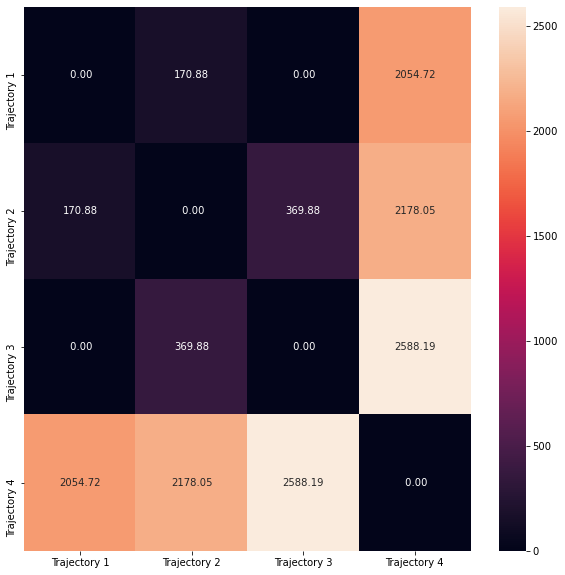 Trajectory 1
0.00
170.88
0.00
2054.72
Trajectory 2
170.88
0.00
369.88
2178.05
Trajectory 3
0.00
369.88
0.00
2588.19
Trajectory 4
2054.72
2178.05
2588.19
0.00
Trajectory 1
Trajectory 2
Trajectory 3
Trajectory 4
2500
2000
1500
1000
500
0